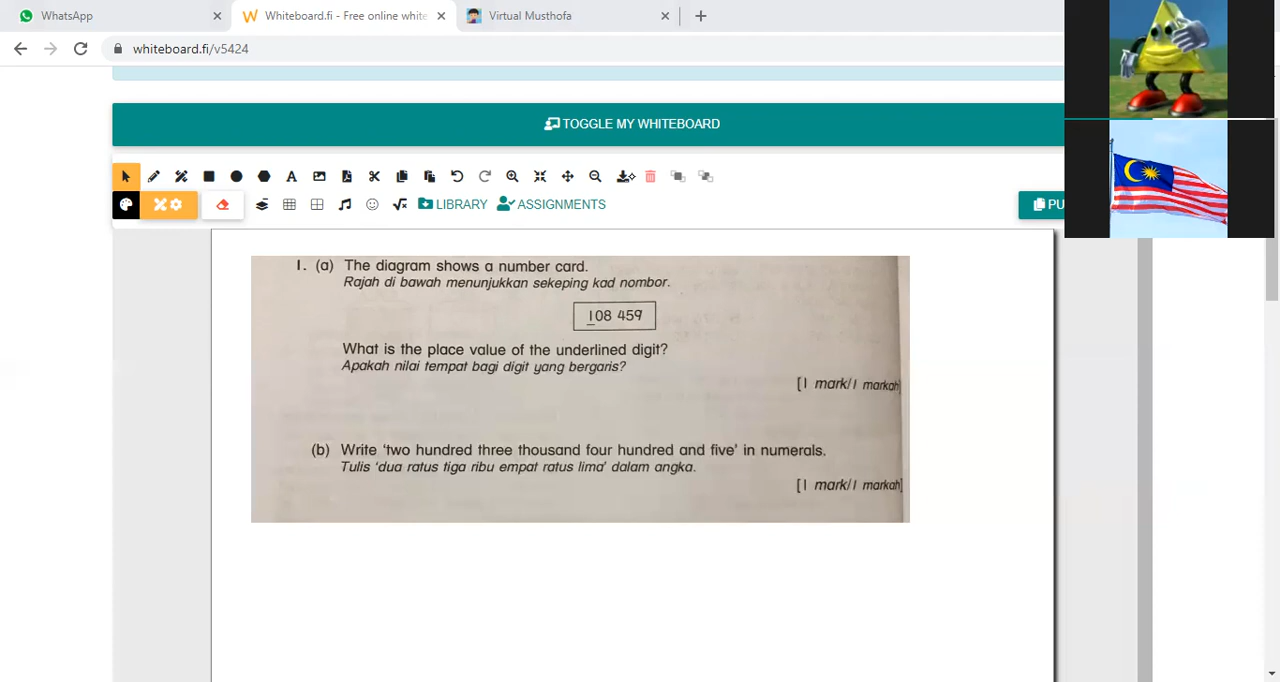 WhatsApp
Whiteboard.fi - Free online white
Virtual Musthofa
whiteboard.fi/v5424
TOGGLE MY WHITEBOARD
LIBRARY
ASSIGNMENTS
PU
1. (a) The diagram shows a number card.
Rajah di bawah menunjukkan sekeping kad nombor.
108 459
What is the place value of the underlined digit?
Apakah nilai tempat bagi digit yang bergaris?
[1 mark/1 markah]
(b) Write 'two hundred three thousand four hundred and five' in numerals.
Tulis 'dua ratus tiga ribu empat ratus lima' dalam angka.
[1 mark/1 markah]